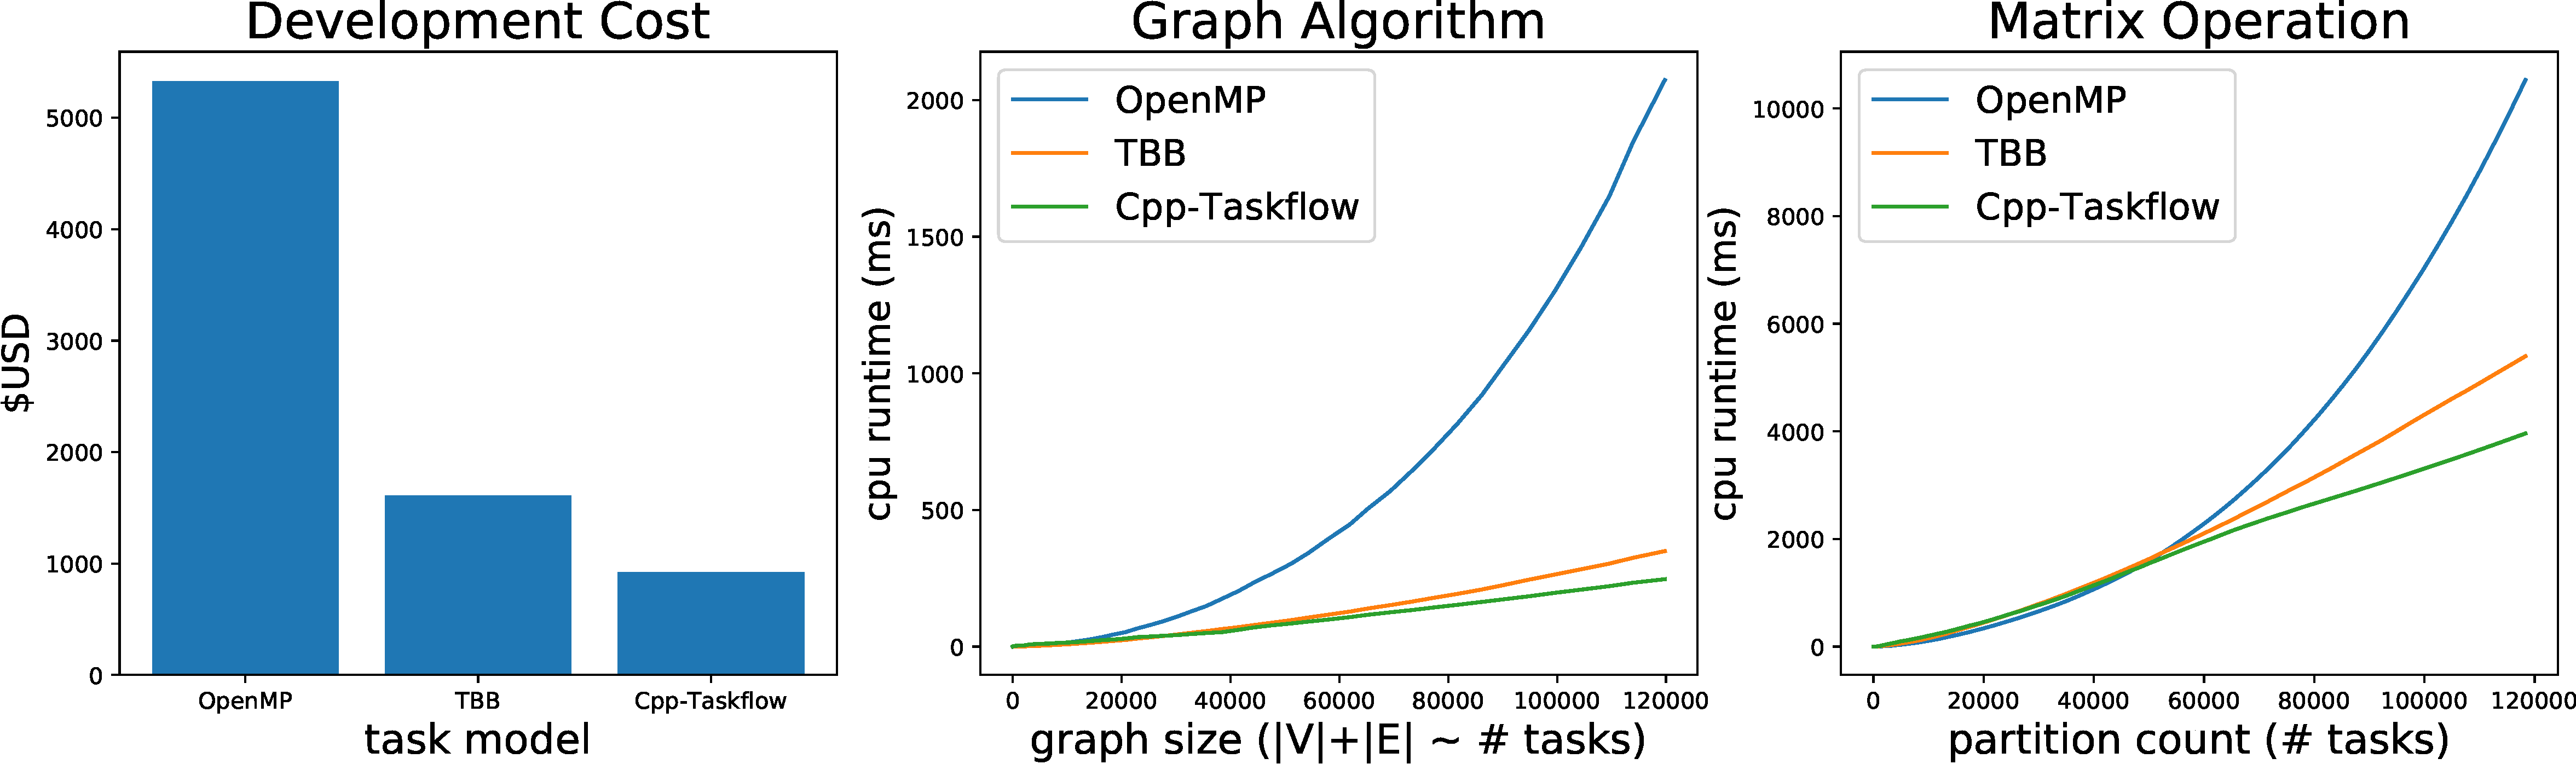 Development Cost
$USD
5000
4000
3000
2000
1000
0
OpenMP
TBB
Cpp-Taskflow
task model
Graph Algorithm
OpenMP
TBB
Cpp-Taskflow
cpu runtime (ms)
2000
1500
1000
500
0
0
20000
40000
60000
80000
100000
120000
graph size (|V|+|E| ~ # tasks)
Matrix Operation
OpenMP
TBB
Cpp-Taskflow
cpu runtime (ms)
10000
8000
6000
4000
2000
0
0
20000
40000
60000
80000
100000
120000
partition count (# tasks)